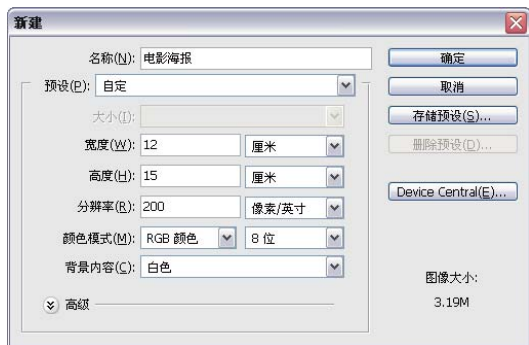 新建
名称(N): 电影海报 确定
预设(P): 自定 取消
大小(I): 存储预设(S)...
宽度(W): 12 厘米 删除预设(D)...
高度(H): 15 厘米
分辨率(R): 200 像素/英寸 Device Central(E)...
颜色模式(M): RGB 颜色 8 位
背景内容(C): 白色 图像大小:
高级 3.19M